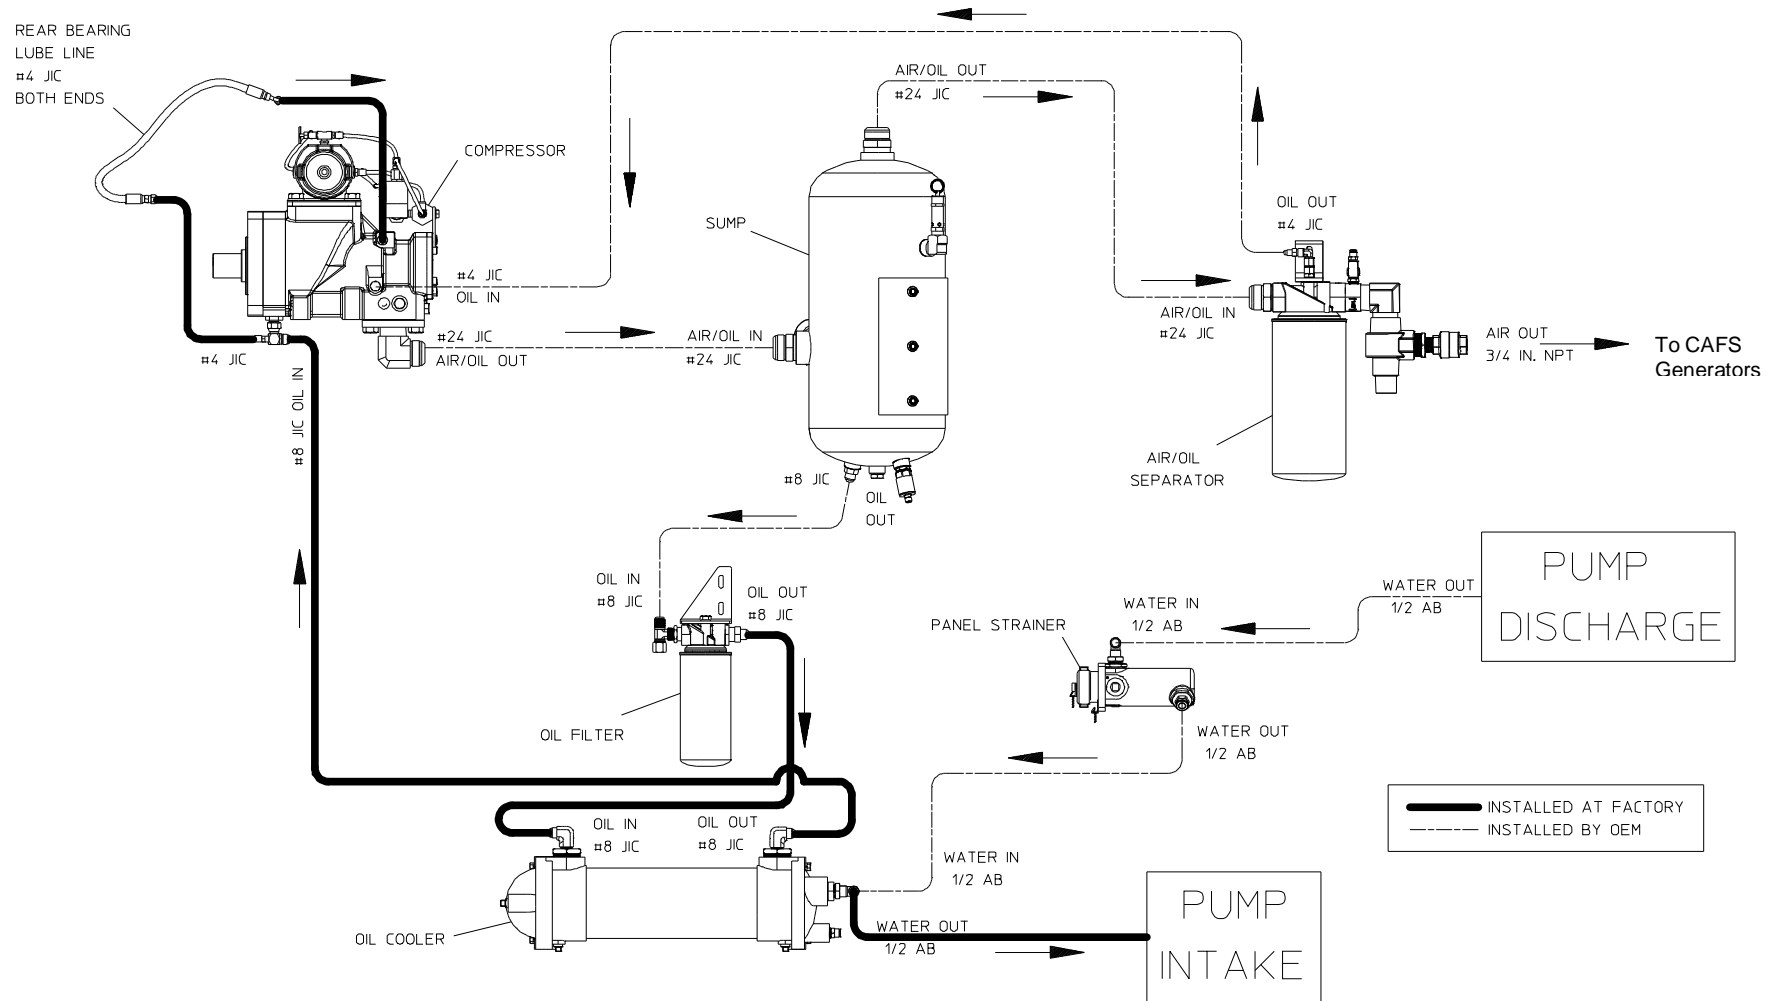 REAR BEARING
LUBE LINE
#4 JIC
BOTH ENDS
COMPRESSOR
#4 JIC
OIL IN
#24 JIC
AIR/OIL OUT
#4 JIC
#8 JIC OIL IN
AIR/OIL OUT
#24 JIC
SUMP
AIR/OIL IN
#24 JIC
#8 JIC
OIL
OUT
OIL OUT
#4 JIC
AIR/OIL IN
#24 JIC
AIR OUT
3/4 IN. NPT
To CAFS
Generators
AIR/OIL
SEPARATOR
OIL IN
#8 JIC
OIL OUT
#8 JIC
OIL FILTER
PUMP
DISCHARGE
WATER OUT
1/2 AB
WATER IN
1/2 AB
PANEL STRAINER
WATER OUT
1/2 AB
INSTALLED AT FACTORY
INSTALLED BY OEM
OIL IN
#8 JIC
OIL OUT
#8 JIC
WATER IN
1/2 AB
OIL COOLER
WATER OUT
1/2 AB
PUMP
INTAKE